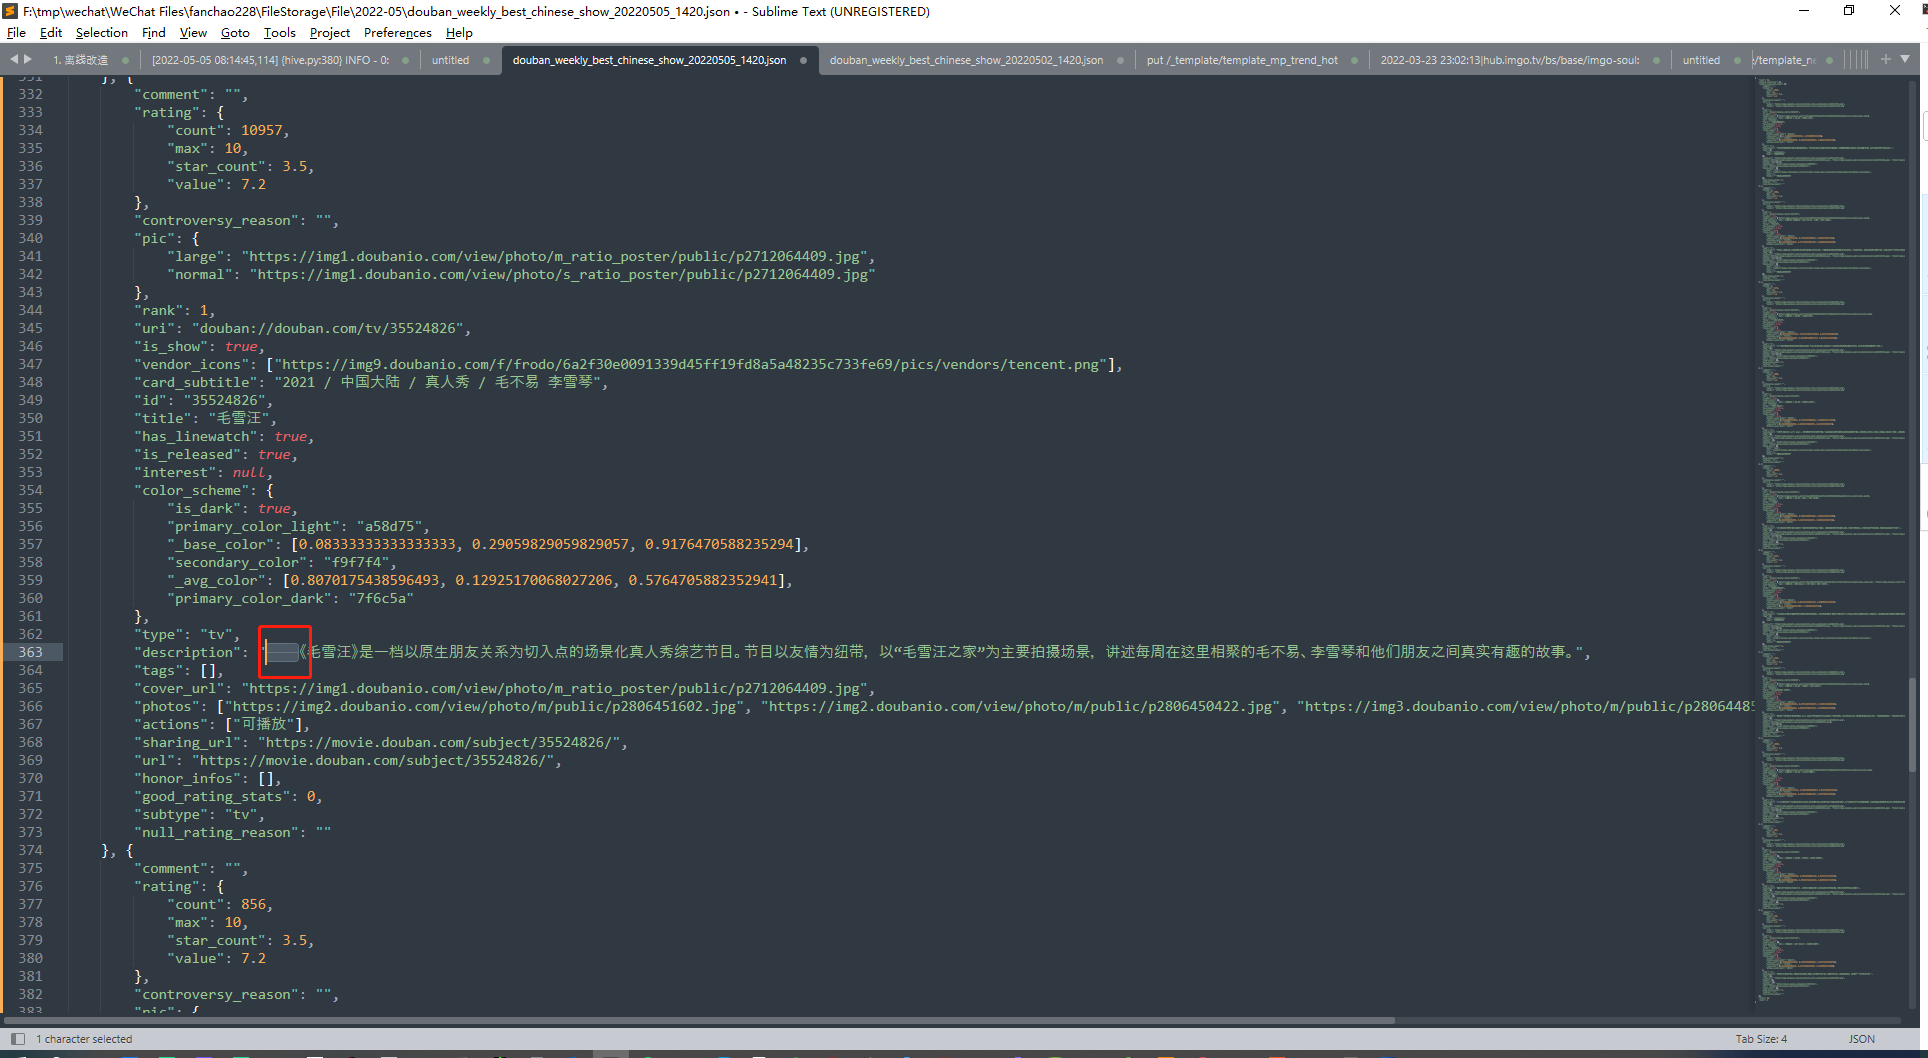 F:\tmp\wechat\WeChat Files\fanchao228\FileStorage\File\2022-05\douban_weekly_best_chinese_show_20220505_1420.json • - Sublime Text (UNREGISTERED)
File Edit Selection Find View Goto Tools Project Preferences Help
1. 离线改造 [2022-05-05 08:14:45,114] {hive.py:380} INFO - 0: untitled douban_weekly_best_chinese_show_20220505_1420.json douban_weekly_best_chinese_show_20220502_1420.json put /_template/template_mp_trend_hot 2022-03-23 23:02:13|hub.imgo.tv/bs/base/imgo-soul: untitled :/template_ne
331 }, {
332 "comment": "",
333 "rating": {
334 "count": 10957,
335 "max": 10,
336 "star_count": 3.5,
337 "value": 7.2
338 },
339 "controversy_reason": "",
340 "pic": {
341 "large": "https://img1.doubanio.com/view/photo/m_ratio_poster/public/p2712064409.jpg",
342 "normal": "https://img1.doubanio.com/view/photo/s_ratio_poster/public/p2712064409.jpg"
343 },
344 "rank": 1,
345 "uri": "douban://douban.com/tv/35524826",
346 "is_show": true,
347 "vendor_icons": ["https://img9.doubanio.com/f/frodo/6a2f30e0091339d45ff19fd8a5a48235c733fe69/pics/vendors/tencent.png"],
348 "card_subtitle": "2021 / 中国大陆 / 真人秀 / 毛不易 李雪琴",
349 "id": "35524826",
350 "title": "毛雪汪",
351 "has_linewatch": true,
352 "is_released": true,
353 "interest": null,
354 "color_scheme": {
355 "is_dark": true,
356 "primary_color_light": "a58d75",
357 "_base_color": [0.08333333333333333, 0.29059829059829057, 0.9176470588235294],
358 "secondary_color": "f9f7f4",
359 "_avg_color": [0.8070175438596493, 0.12925170068027206, 0.5764705882352941],
360 "primary_color_dark": "7f6c5a"
361 },
362 "type": "tv",
363 "description": "《毛雪汪》是一档以原生朋友关系为切入点的场景化真人秀综艺节目。节目以友情为纽带，以“毛雪汪之家”为主要拍摄场景，讲述每周在这里相聚的毛不易、李雪琴和他们朋友之间真实有趣的故事。",
364 "tags": [],
365 "cover_url": "https://img1.doubanio.com/view/photo/m_ratio_poster/public/p2712064409.jpg",
366 "photos": ["https://img2.doubanio.com/view/photo/m/public/p2806451602.jpg", "https://img2.doubanio.com/view/photo/m/public/p2806450422.jpg", "https://img3.doubanio.com/view/photo/m/public/p28064485
367 "actions": ["可播放"],
368 "sharing_url": "https://movie.douban.com/subject/35524826/",
369 "url": "https://movie.douban.com/subject/35524826/",
370 "honor_infos": [],
371 "good_rating_stats": 0,
372 "subtype": "tv",
373 "null_rating_reason": ""
374 }, {
375 "comment": "",
376 "rating": {
377 "count": 856,
378 "max": 10,
379 "star_count": 3.5,
380 "value": 7.2
381 },
382 "controversy_reason": "",
383 "pic": {
1 character selected Tab Size: 4 JSON